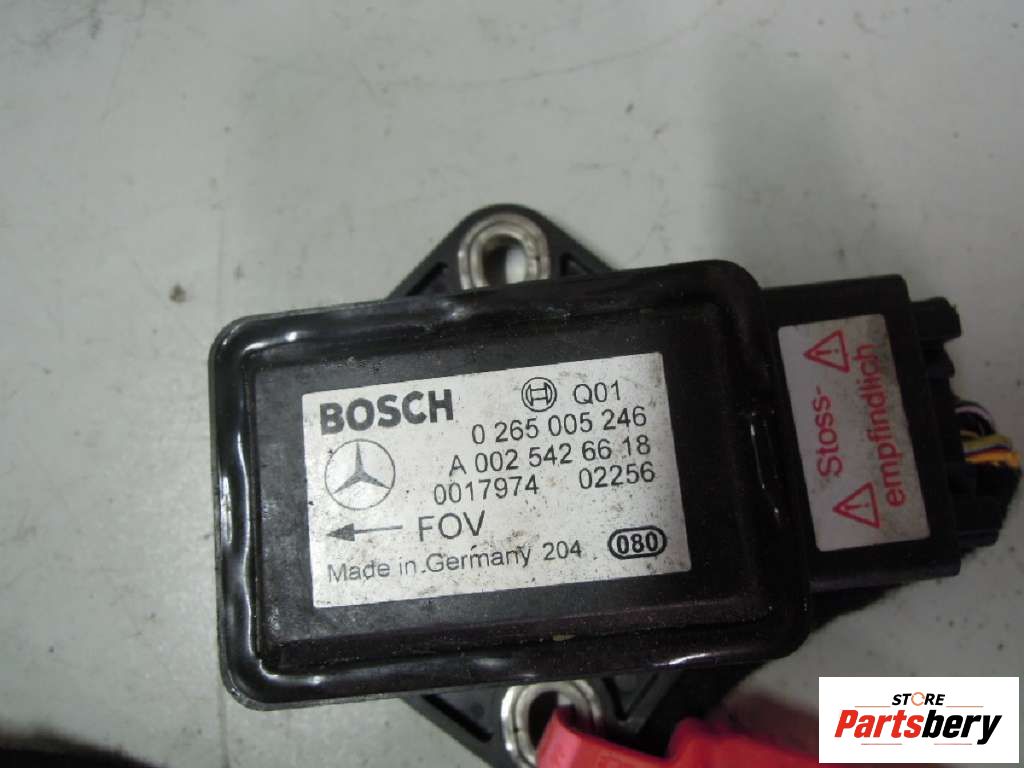 BOSCH Q01
0 265 005 246
A 002 542 66 18
0017974 02256
FOV
Made in Germany 204 080
Stoss-
empfindlich
STORE
Partsbery